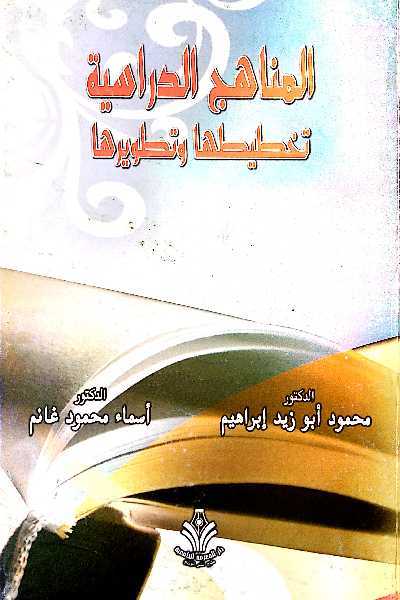 المناهج الدراسية
تخطيطها وتطويرها
الدكتور
محمود أبو زيد إبراهيم
الدكتور
أسماء محمود غانم